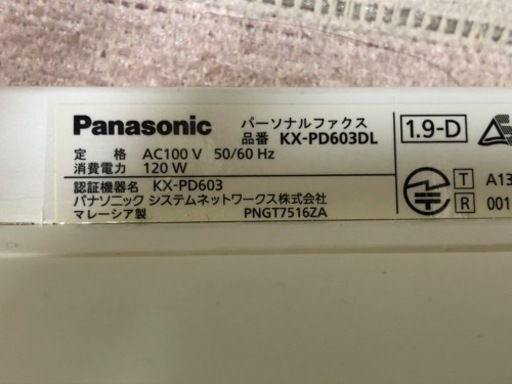 Panasonic
パーソナルファクス
品番 KX-PD603DL
1.9-D
定 格 AC100 V 50/60 Hz
消費電力 120 W
認証機器名 KX-PD603
パナソニック システムネットワークス株式会社
マレーシア製 PNGT7516ZA
T A13
R 001